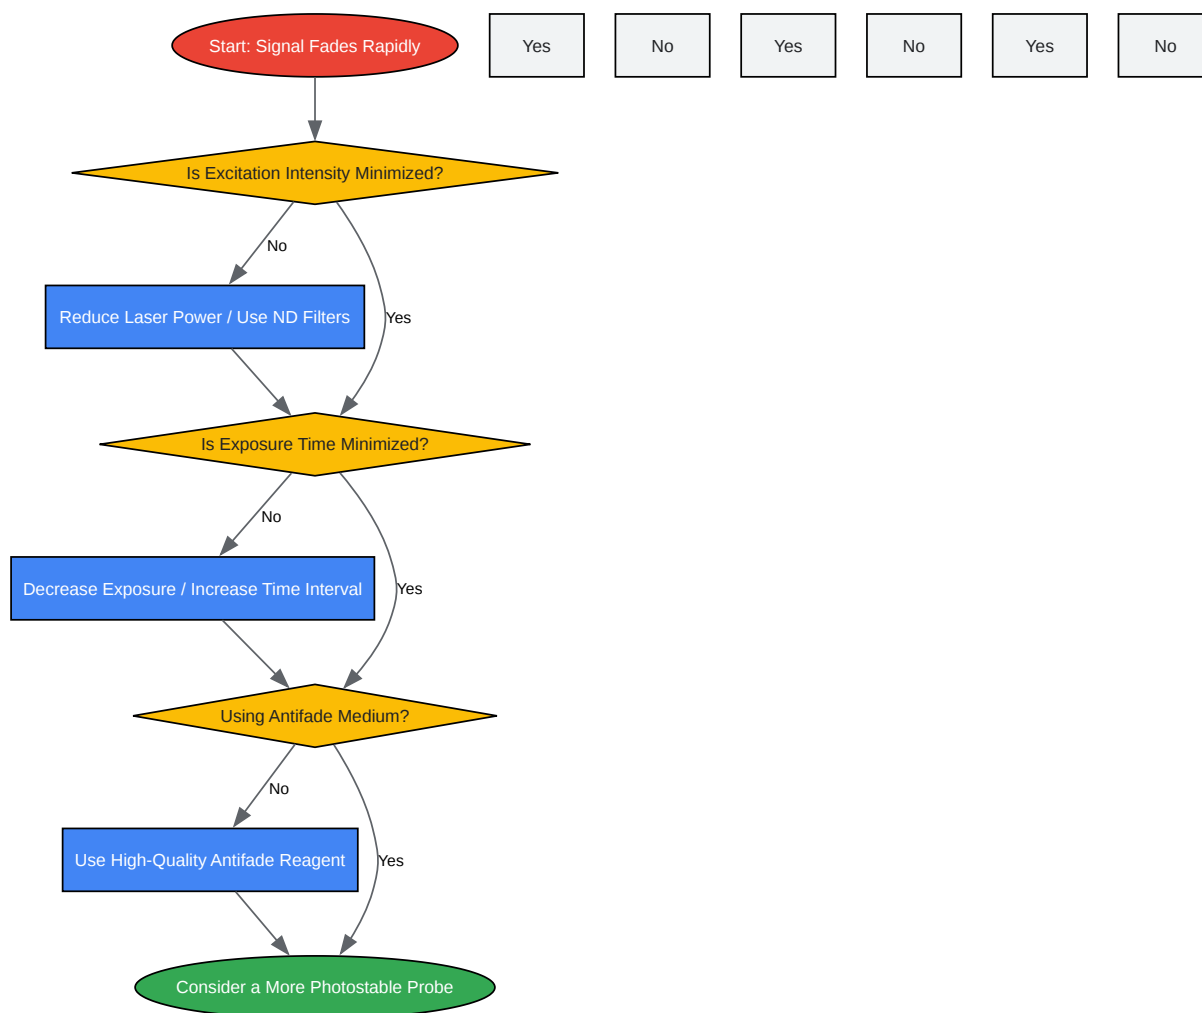 Start: Signal Fades Rapidly
Yes
No
Yes
No
Yes
No
Is Excitation Intensity Minimized?
No
Reduce Laser Power / Use ND Filters
Yes
Is Exposure Time Minimized?
No
Decrease Exposure / Increase Time Interval
Yes
Using Antifade Medium?
No
Use High-Quality Antifade Reagent
Yes
Consider a More Photostable Probe